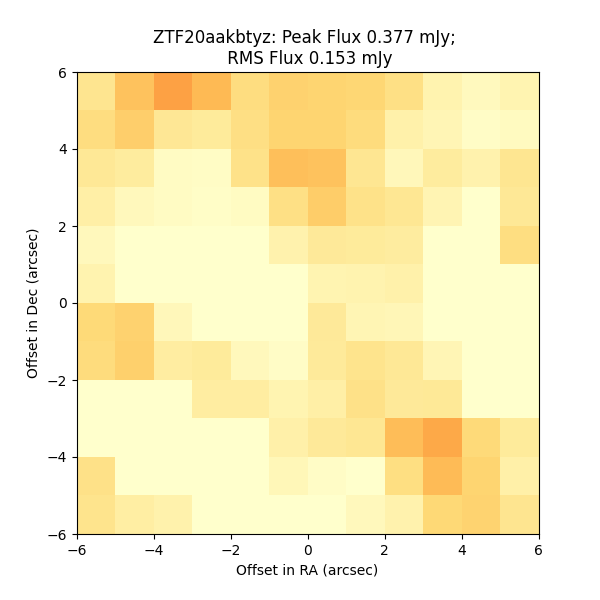 ZTF20aakbtyz: Peak Flux 0.377 mJy;
RMS Flux 0.153 mJy
6
4
2
0
−2
−4
−6
Offset in Dec (arcsec)
−6 −4 −2 0 2 4 6
Offset in RA (arcsec)